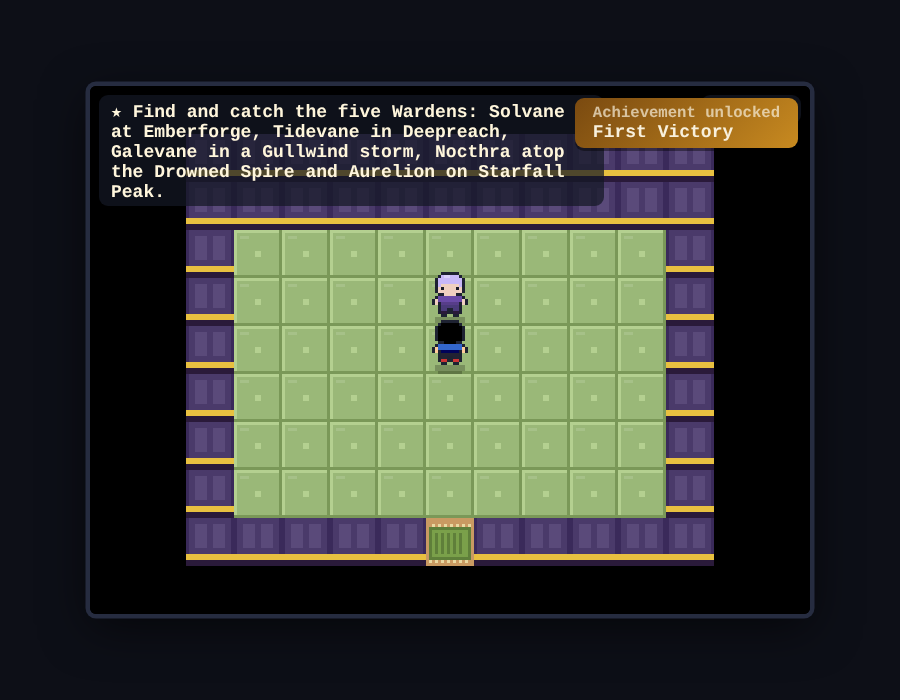 ★ Find and catch the five Wardens: Solvane
at Emberforge, Tidevane in Deepreach,
Galevane in a Gullwind storm, Nocthra atop
the Drowned Spire and Aurelion on Starfall
Peak.
Achievement unlocked
First Victory